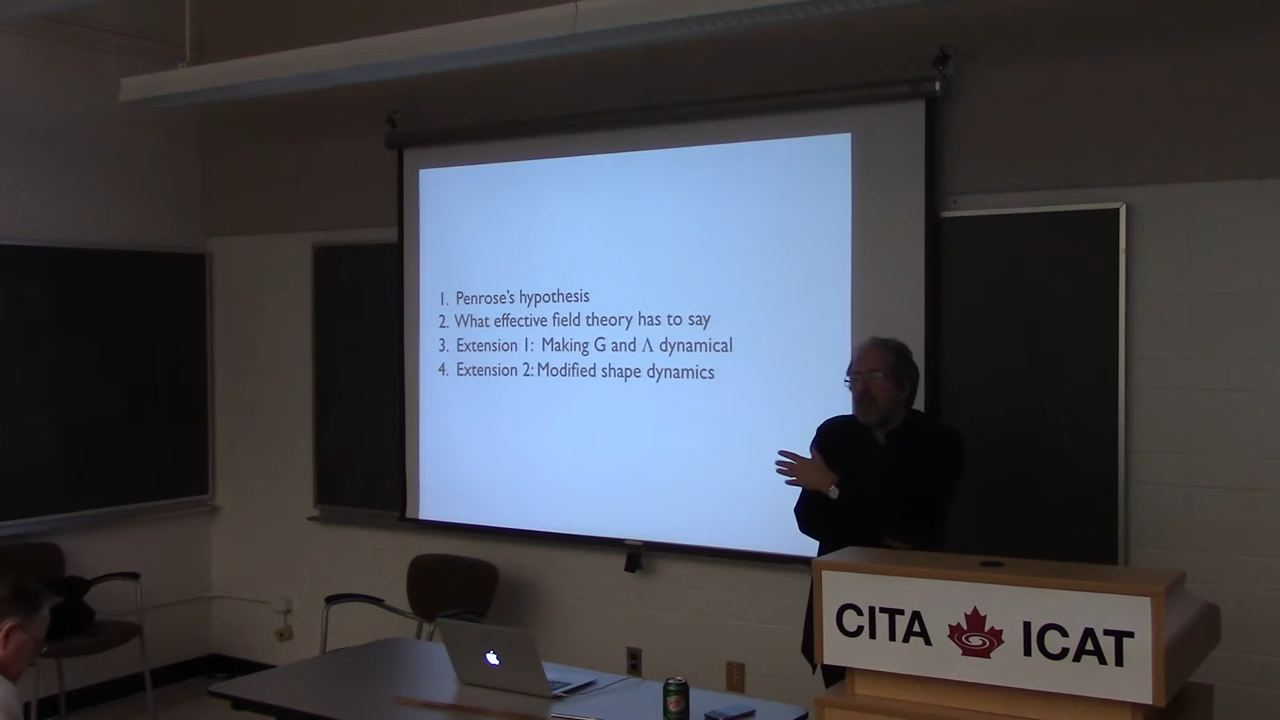 1. Penrose's hypothesis
2. What effective field theory has to say
3. Extension 1: Making G and Λ dynamical
4. Extension 2: Modified shape dynamics
CITA ICAT